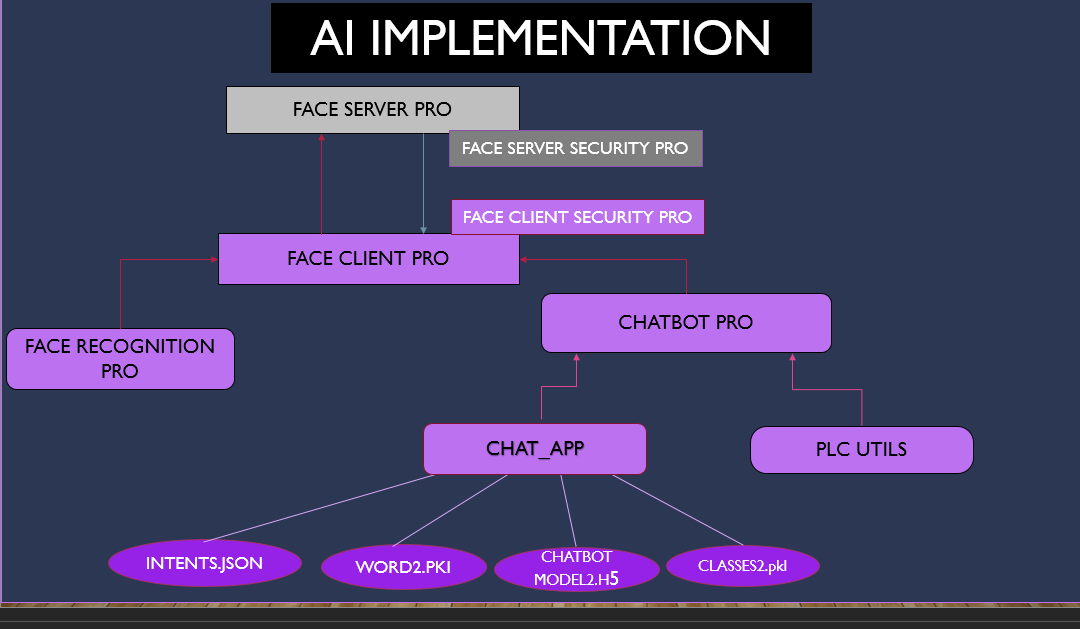 AI IMPLEMENTATION
FACE SERVER PRO
FACE SERVER SECURITY PRO
FACE CLIENT SECURITY PRO
FACE CLIENT PRO
CHATBOT PRO
FACE RECOGNITION
PRO
CHAT_APP
PLC UTILS
INTENTS.JSON
WORD2.PKI
CHATBOT
MODEL2.H5
CLASSES2.pkl